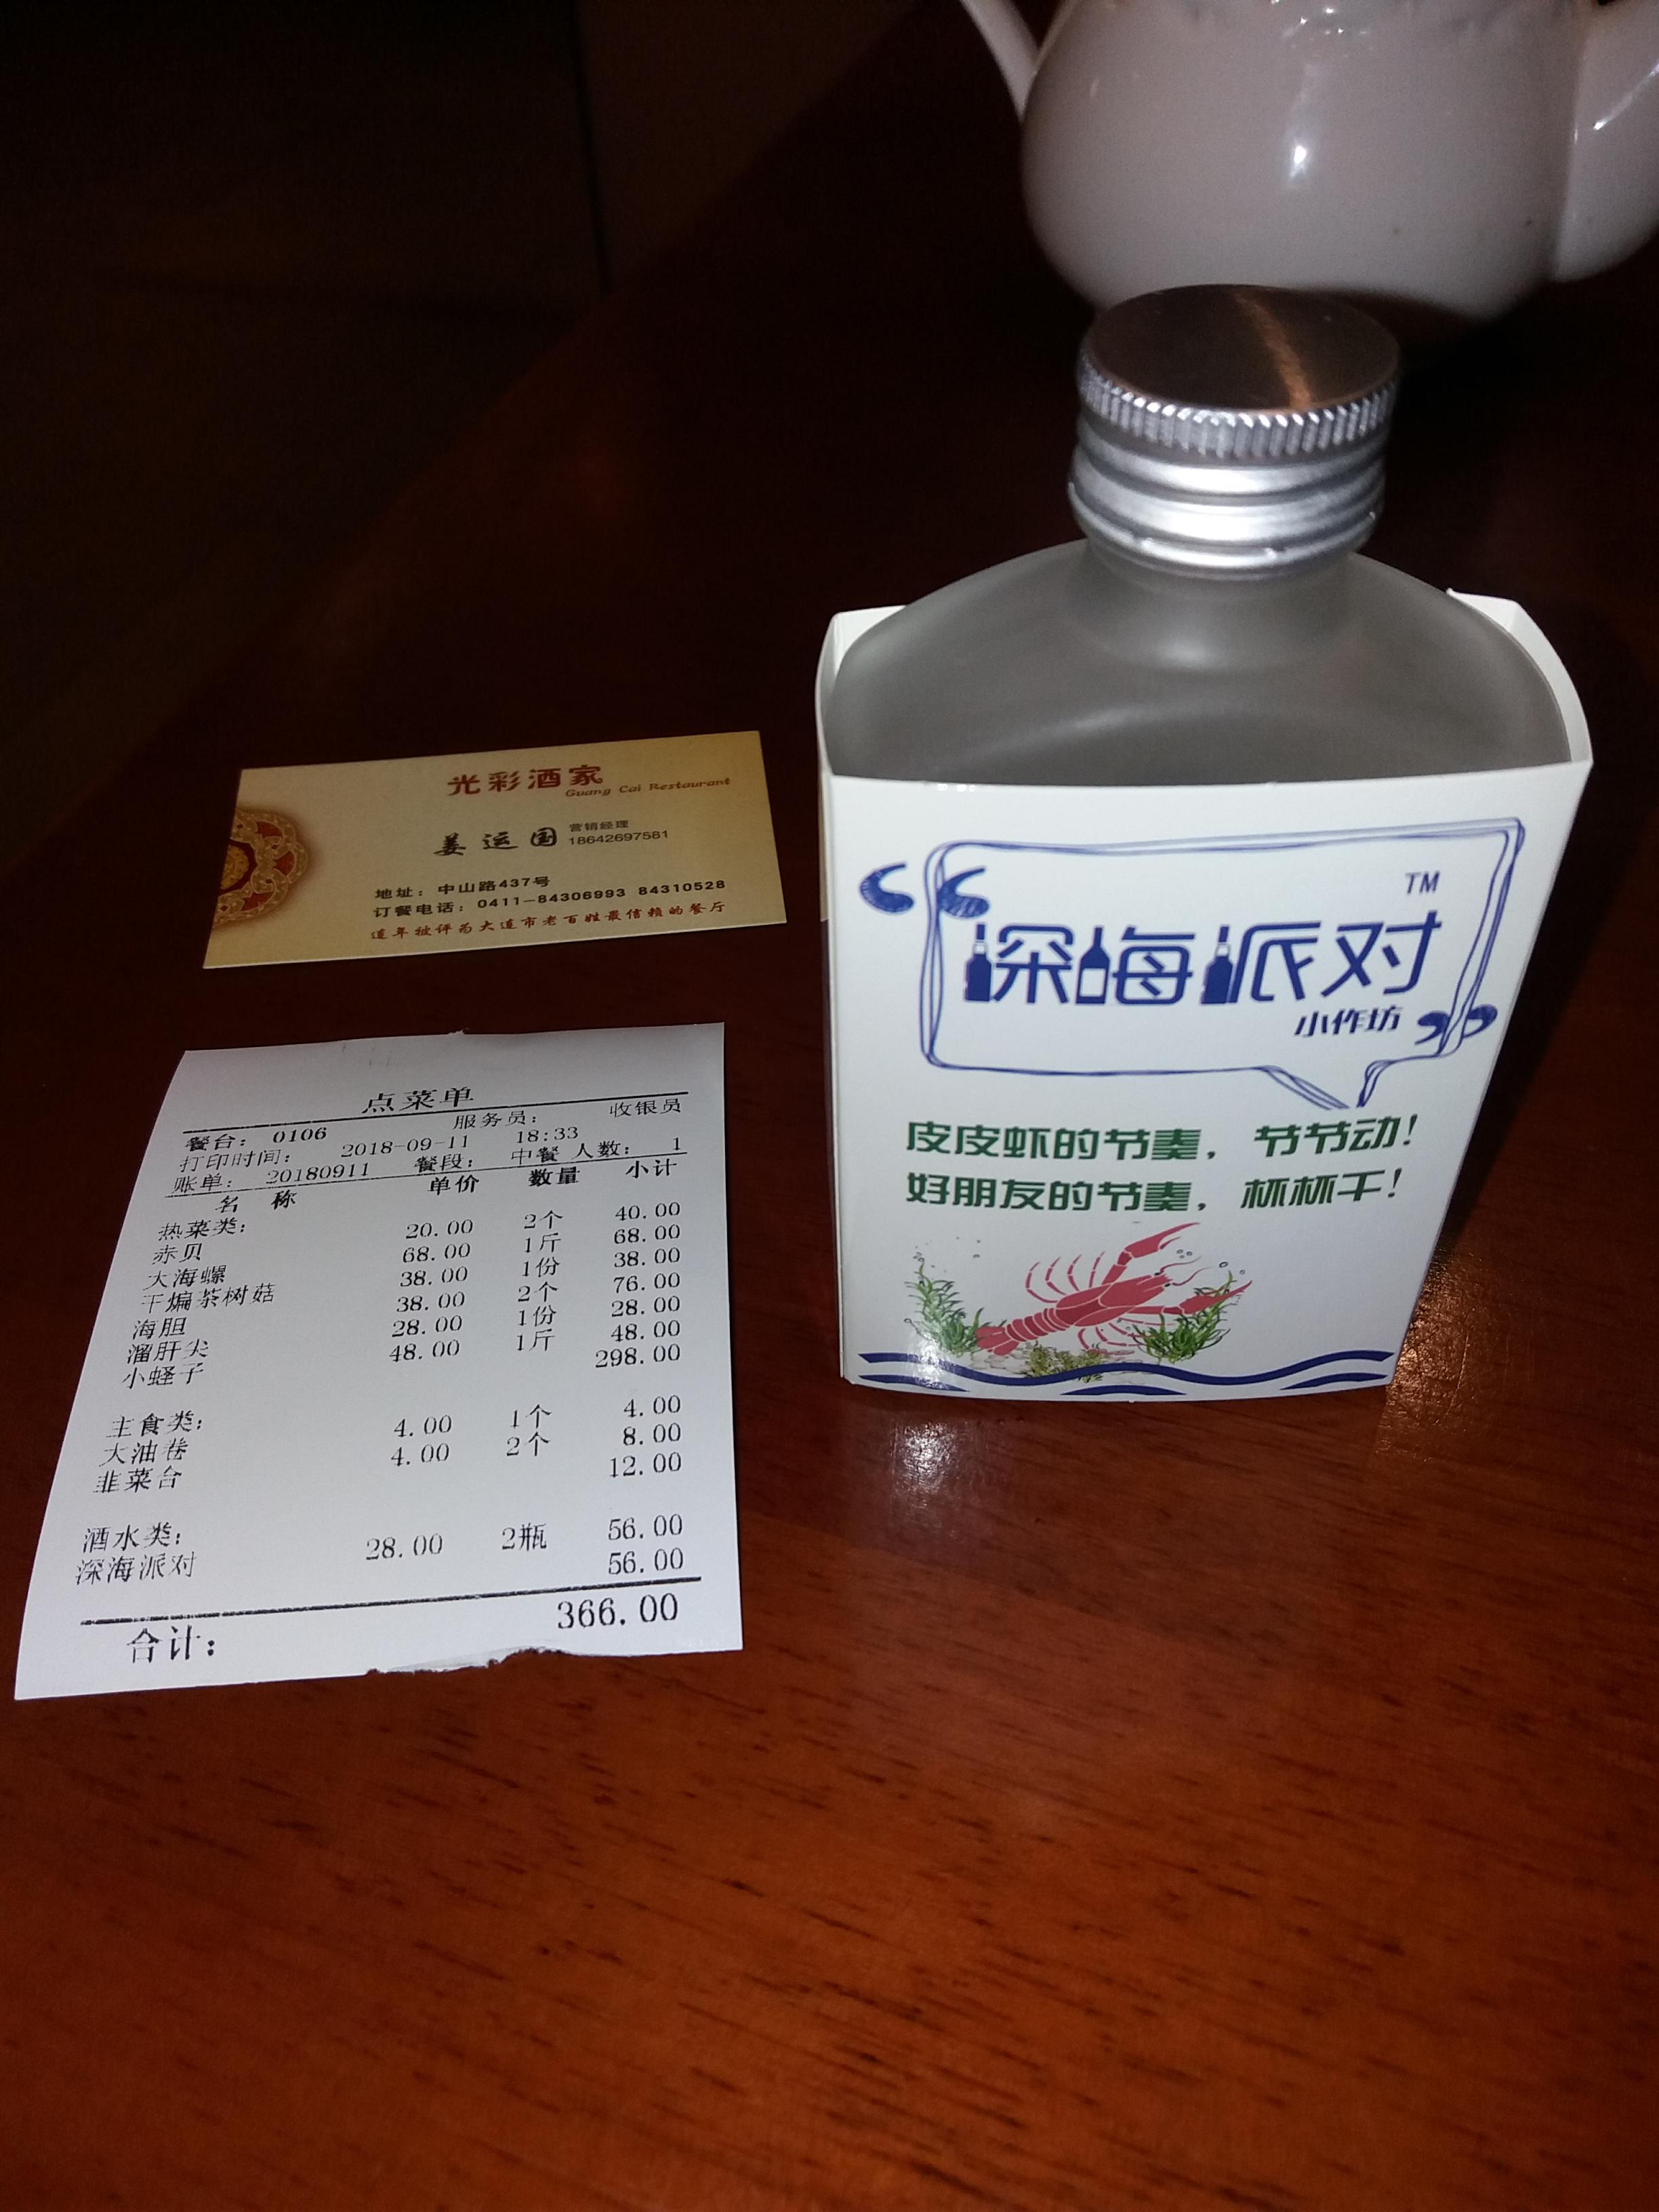 光彩酒家
Guang Cai Restaurant
姜运国 营销经理
18642697581
地址：中山路437号
订餐电话：0411-84306993 84310528
连年被评为大连市老百姓最信赖的餐厅
TM
深海派对
小作坊
皮皮虾的节奏，节节动！
好朋友的节奏，杯杯干！
点菜单
餐台：0106 服务员： 收银员
打印时间： 2018-09-11 18:33
账单：20180911 餐段： 中餐 人数： 1
名 称 单价 数量 小计
热菜类：
赤贝 20.00 2个 40.00
大海螺 68.00 1斤 68.00
干煸茶树菇 38.00 1份 38.00
海胆 38.00 2个 76.00
溜肝尖 28.00 1份 28.00
小蛏子 48.00 1斤 48.00
298.00
主食类：
大油卷 4.00 1个 4.00
韭菜台 4.00 2个 8.00
12.00
酒水类：
深海派对 28.00 2瓶 56.00
56.00
合计： 366.00